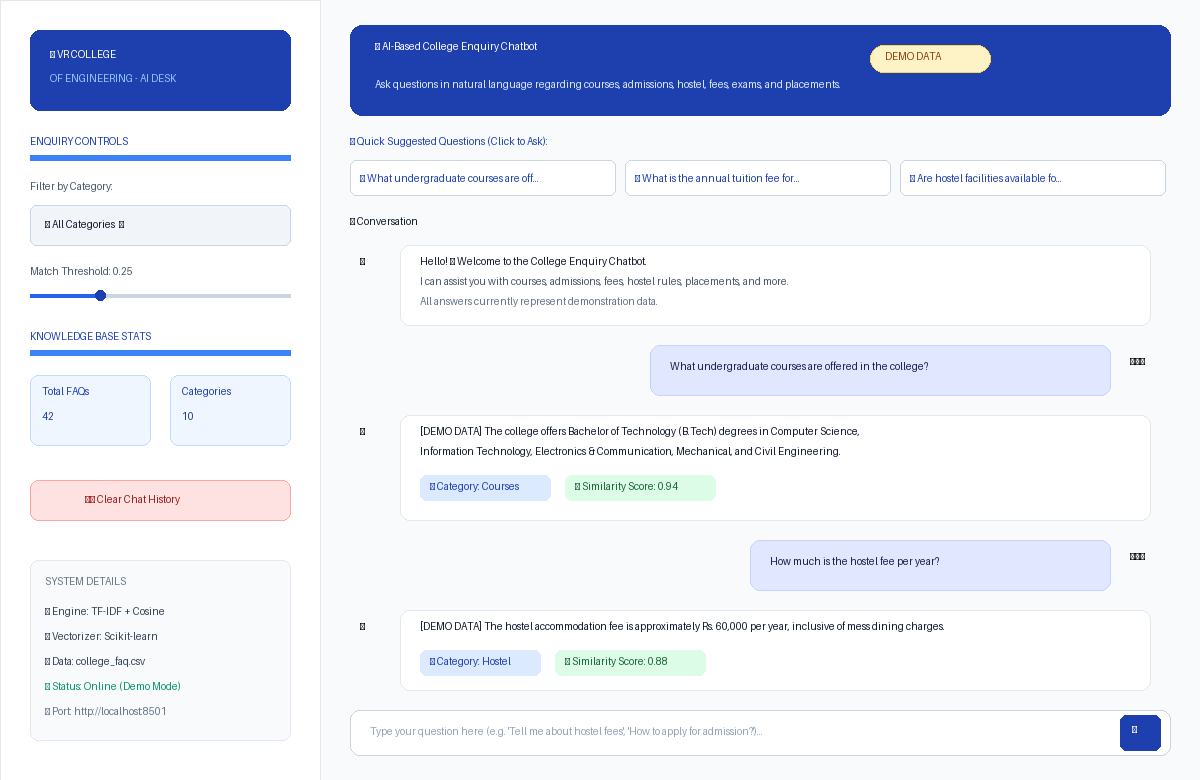 VR COLLEGE
OF ENGINEERING - AI DESK
ENQUIRY CONTROLS
Filter by Category:
All Categories
Match Threshold: 0.25
KNOWLEDGE BASE STATS
Total FAQs
42
Categories
10
Clear Chat History
SYSTEM DETAILS
Engine: TF-IDF + Cosine
Vectorizer: Scikit-learn
Data: college_faq.csv
Status: Online (Demo Mode)
Port: http://localhost:8501
AI-Based College Enquiry Chatbot
DEMO DATA
Ask questions in natural language regarding courses, admissions, hostel, fees, exams, and placements.
Quick Suggested Questions (Click to Ask):
What undergraduate courses are off...
What is the annual tuition fee for...
Are hostel facilities available fo...
Conversation
Hello! Welcome to the College Enquiry Chatbot.
I can assist you with courses, admissions, fees, hostel rules, placements, and more.
All answers currently represent demonstration data.
What undergraduate courses are offered in the college?
[DEMO DATA] The college offers Bachelor of Technology (B.Tech) degrees in Computer Science,
Information Technology, Electronics & Communication, Mechanical, and Civil Engineering.
Category: Courses
Similarity Score: 0.94
How much is the hostel fee per year?
[DEMO DATA] The hostel accommodation fee is approximately Rs. 60,000 per year, inclusive of mess dining charges.
Category: Hostel
Similarity Score: 0.88
Type your question here (e.g. 'Tell me about hostel fees', 'How to apply for admission?')...